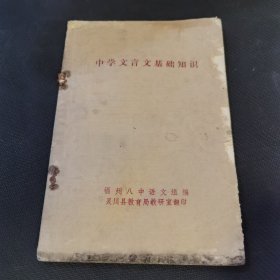 中学文言文基础知识
福州八中语文组编
灵川县教育局教研室翻印